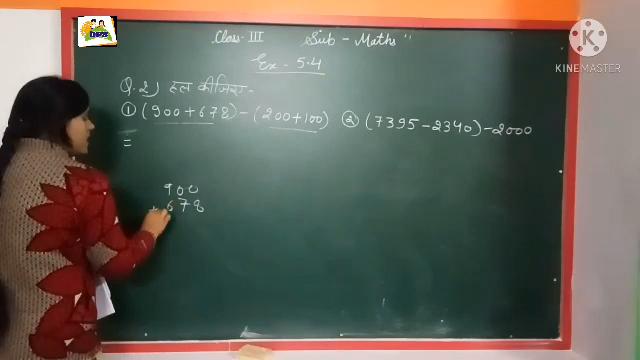 Class-III Sub-Maths"
Ex-5.4
Q.2) हल कीजिए-
① (900+678)-(200+100) ② (7395-2340)-2000
=
900
+ 678
KINEMASTER